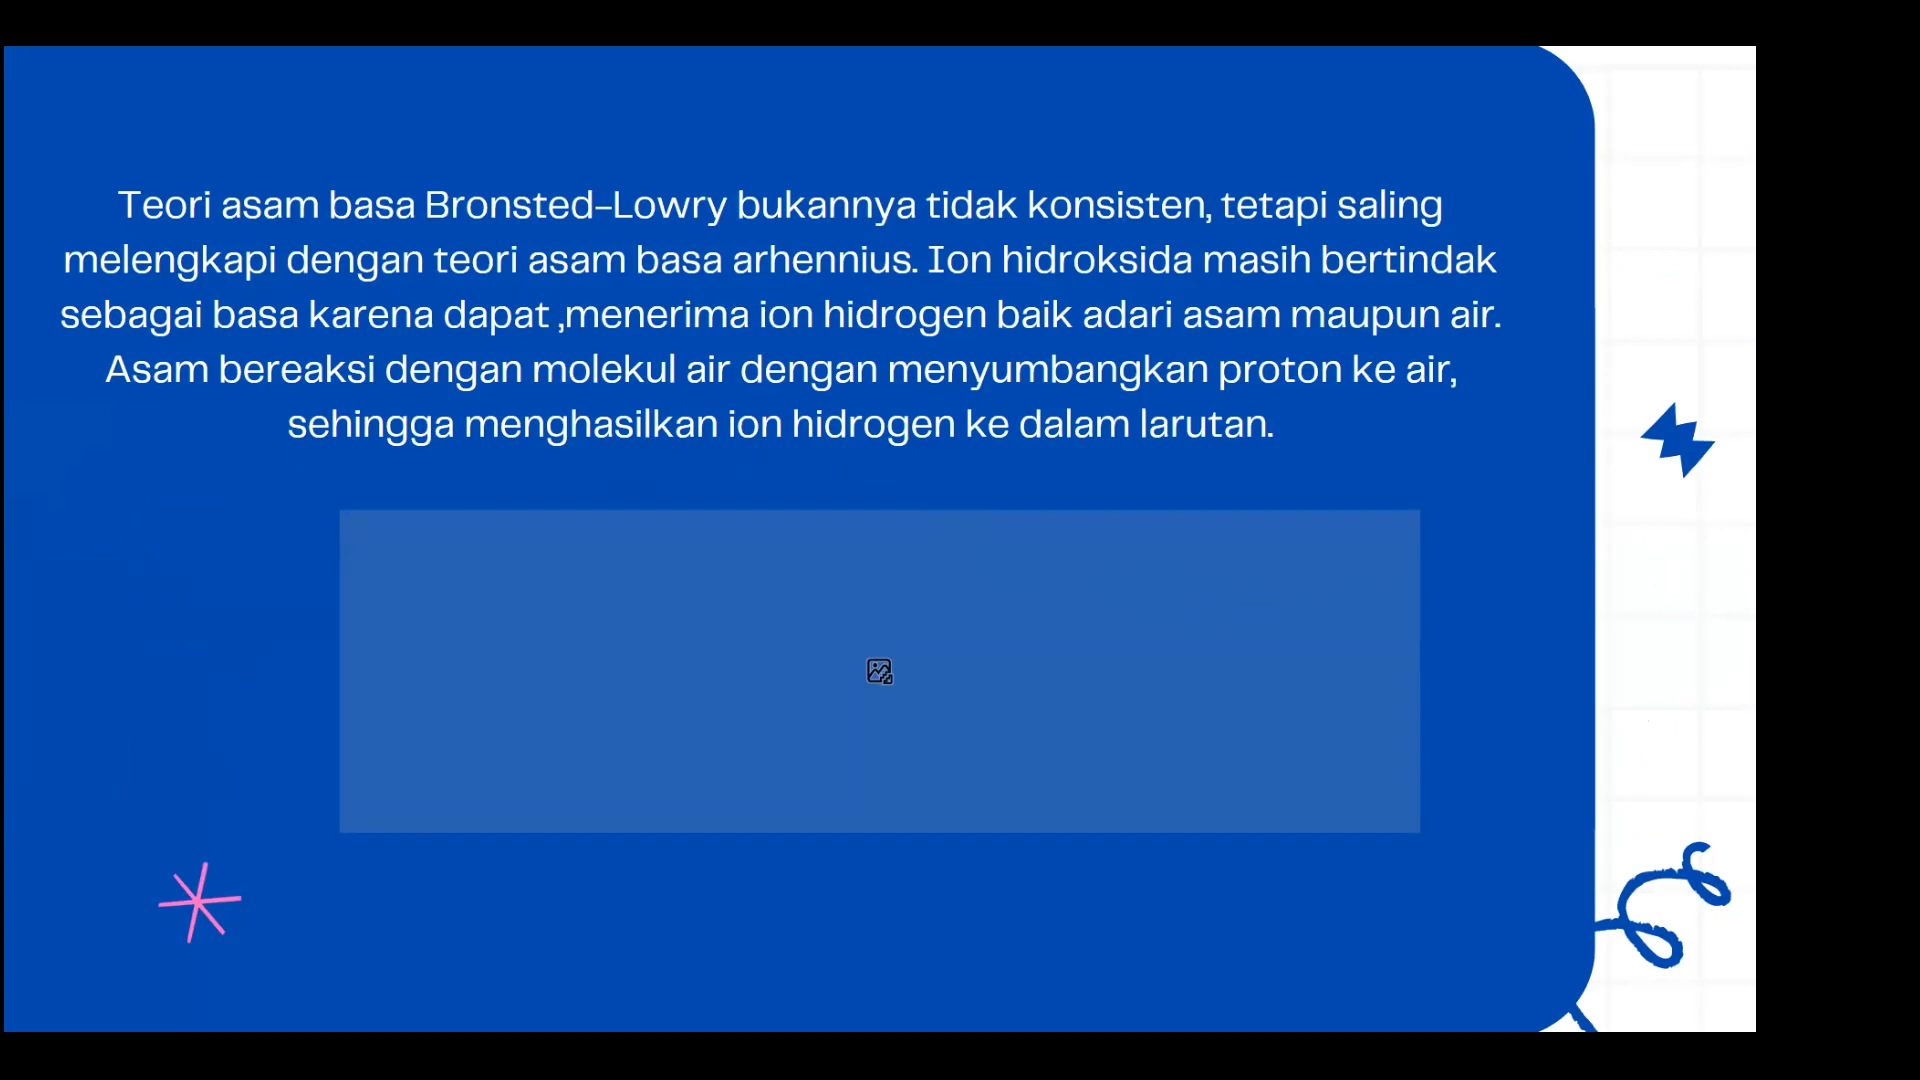 Teori asam basa Bronsted–Lowry bukannya tidak konsisten, tetapi saling
melengkapi dengan teori asam basa arhennius. Ion hidroksida masih bertindak
sebagai basa karena dapat ,menerima ion hidrogen baik adari asam maupun air.
Asam bereaksi dengan molekul air dengan menyumbangkan proton ke air,
sehingga menghasilkan ion hidrogen ke dalam larutan.